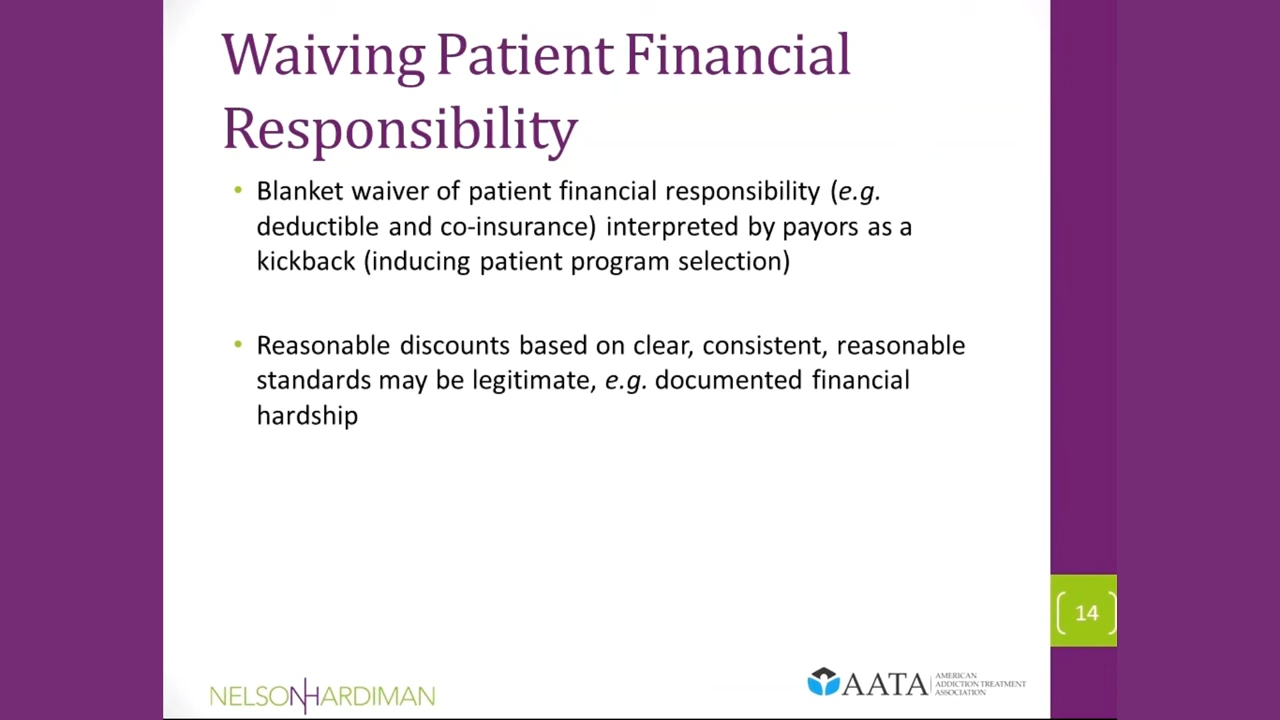 Waiving Patient Financial
Responsibility
• Blanket waiver of patient financial responsibility (e.g.
deductible and co-insurance) interpreted by payors as a
kickback (inducing patient program selection)
• Reasonable discounts based on clear, consistent, reasonable
standards may be legitimate, e.g. documented financial
hardship
14
NELSON HARDIMAN
AATA
AMERICAN
ADDICTION TREATMENT
ASSOCIATION